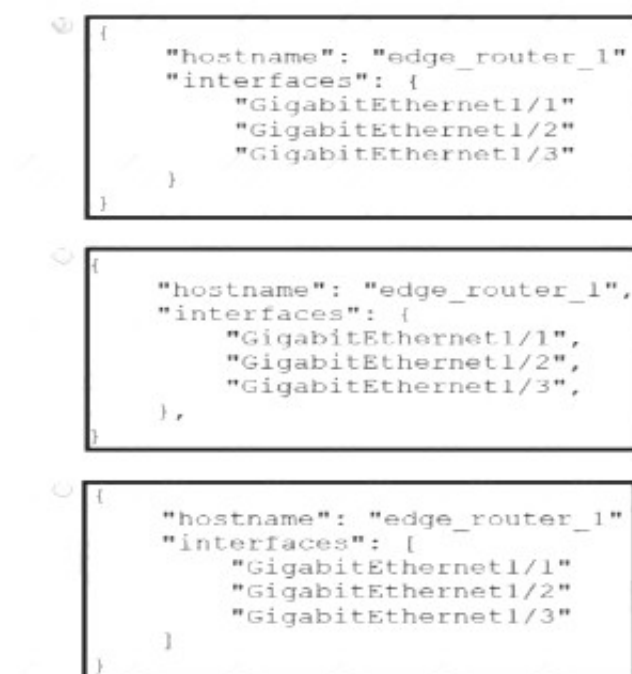 {
"hostname": "edge_router_1"
"interfaces": {
"GigabitEthernet1/1"
"GigabitEthernet1/2"
"GigabitEthernet1/3"
}
}
{
"hostname": "edge_router_1",
"interfaces": {
"GigabitEthernet1/1",
"GigabitEthernet1/2",
"GigabitEthernet1/3",
},
}
{
"hostname": "edge_router_1"
"interfaces": [
"GigabitEthernet1/1"
"GigabitEthernet1/2"
"GigabitEthernet1/3"
]
}